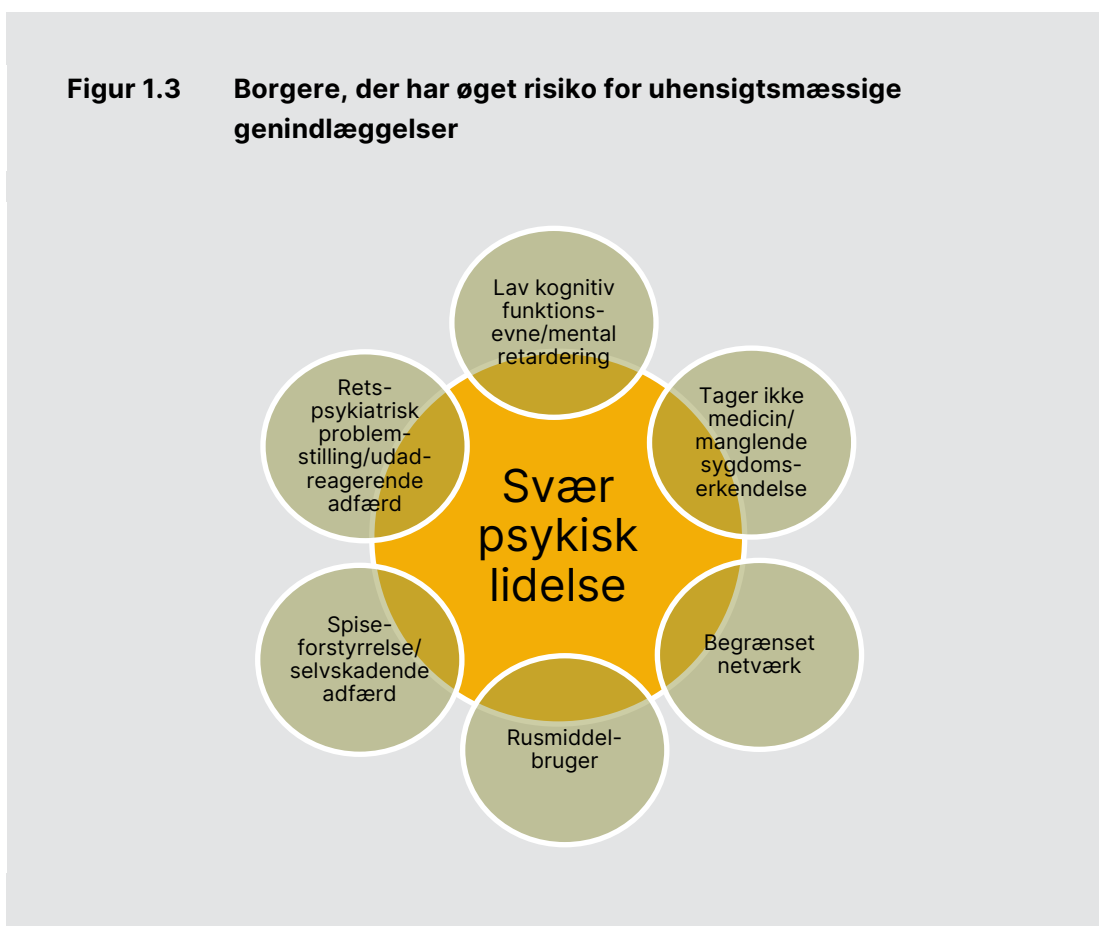 Figur 1.3 Borgere, der har øget risiko for uhensigtsmæssige
genindlæggelser
Lav kognitiv
funktions-
evne/mental
retardering
Tager ikke
medicin/
manglende
sygdoms-
erkendelse
Begrænset
netværk
Rusmiddel-
bruger
Spise-
forstyrrelse/
selvskadende
adfærd
Rets-
psykiatrisk
problem-
stilling/udad-
reagerende
adfærd
Svær
psykisk
lidelse